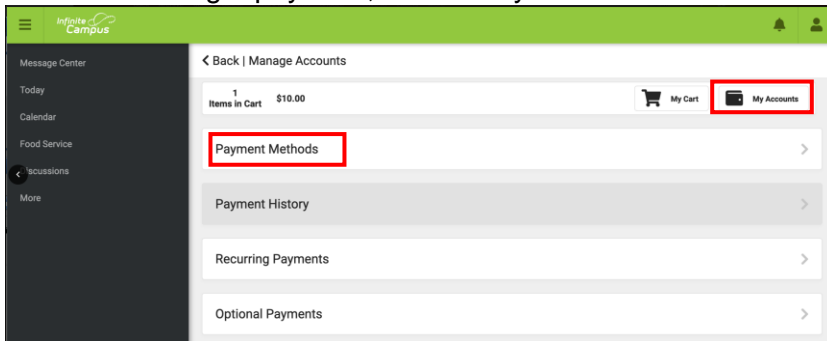 Infinite
Campus
Message Center
Today
Calendar
Food Service
scussions
More
Back | Manage Accounts
1
Items in Cart
$10.00
My Cart
My Accounts
Payment Methods
Payment History
Recurring Payments
Optional Payments